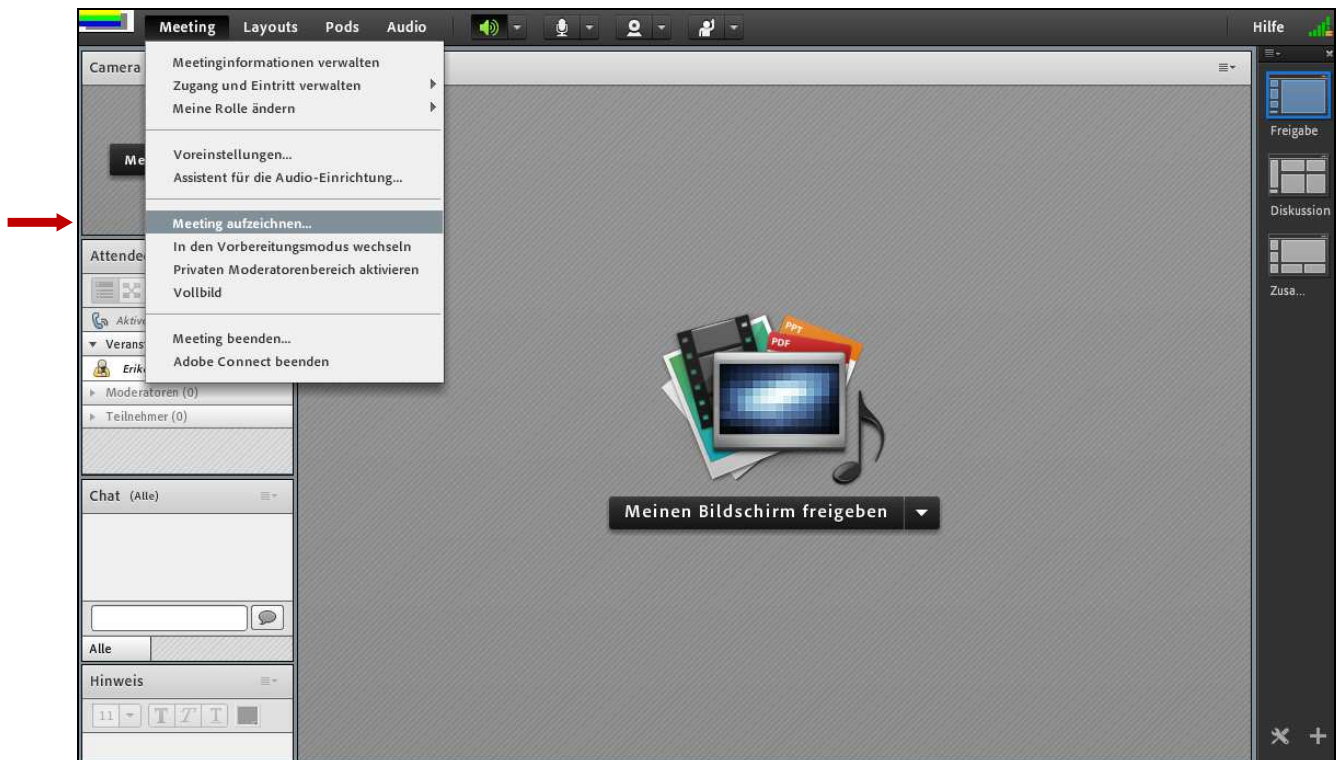 Meeting Layouts Pods Audio Hilfe
Camera
Meetinginformationen verwalten
Zugang und Eintritt verwalten
Meine Rolle ändern
Voreinstellungen...
Assistent für die Audio-Einrichtung...
Meeting aufzeichnen...
In den Vorbereitungsmodus wechseln
Privaten Moderatorenbereich aktivieren
Vollbild
Meeting beenden...
Adobe Connect beenden
Moderatoren (0)
Teilnehmer (0)
Chat (Alle)
Alle
Hinweis
11 T T T
PPT
PDF
Meinen Bildschirm freigeben
Freigabe
Diskussion
Zusa...